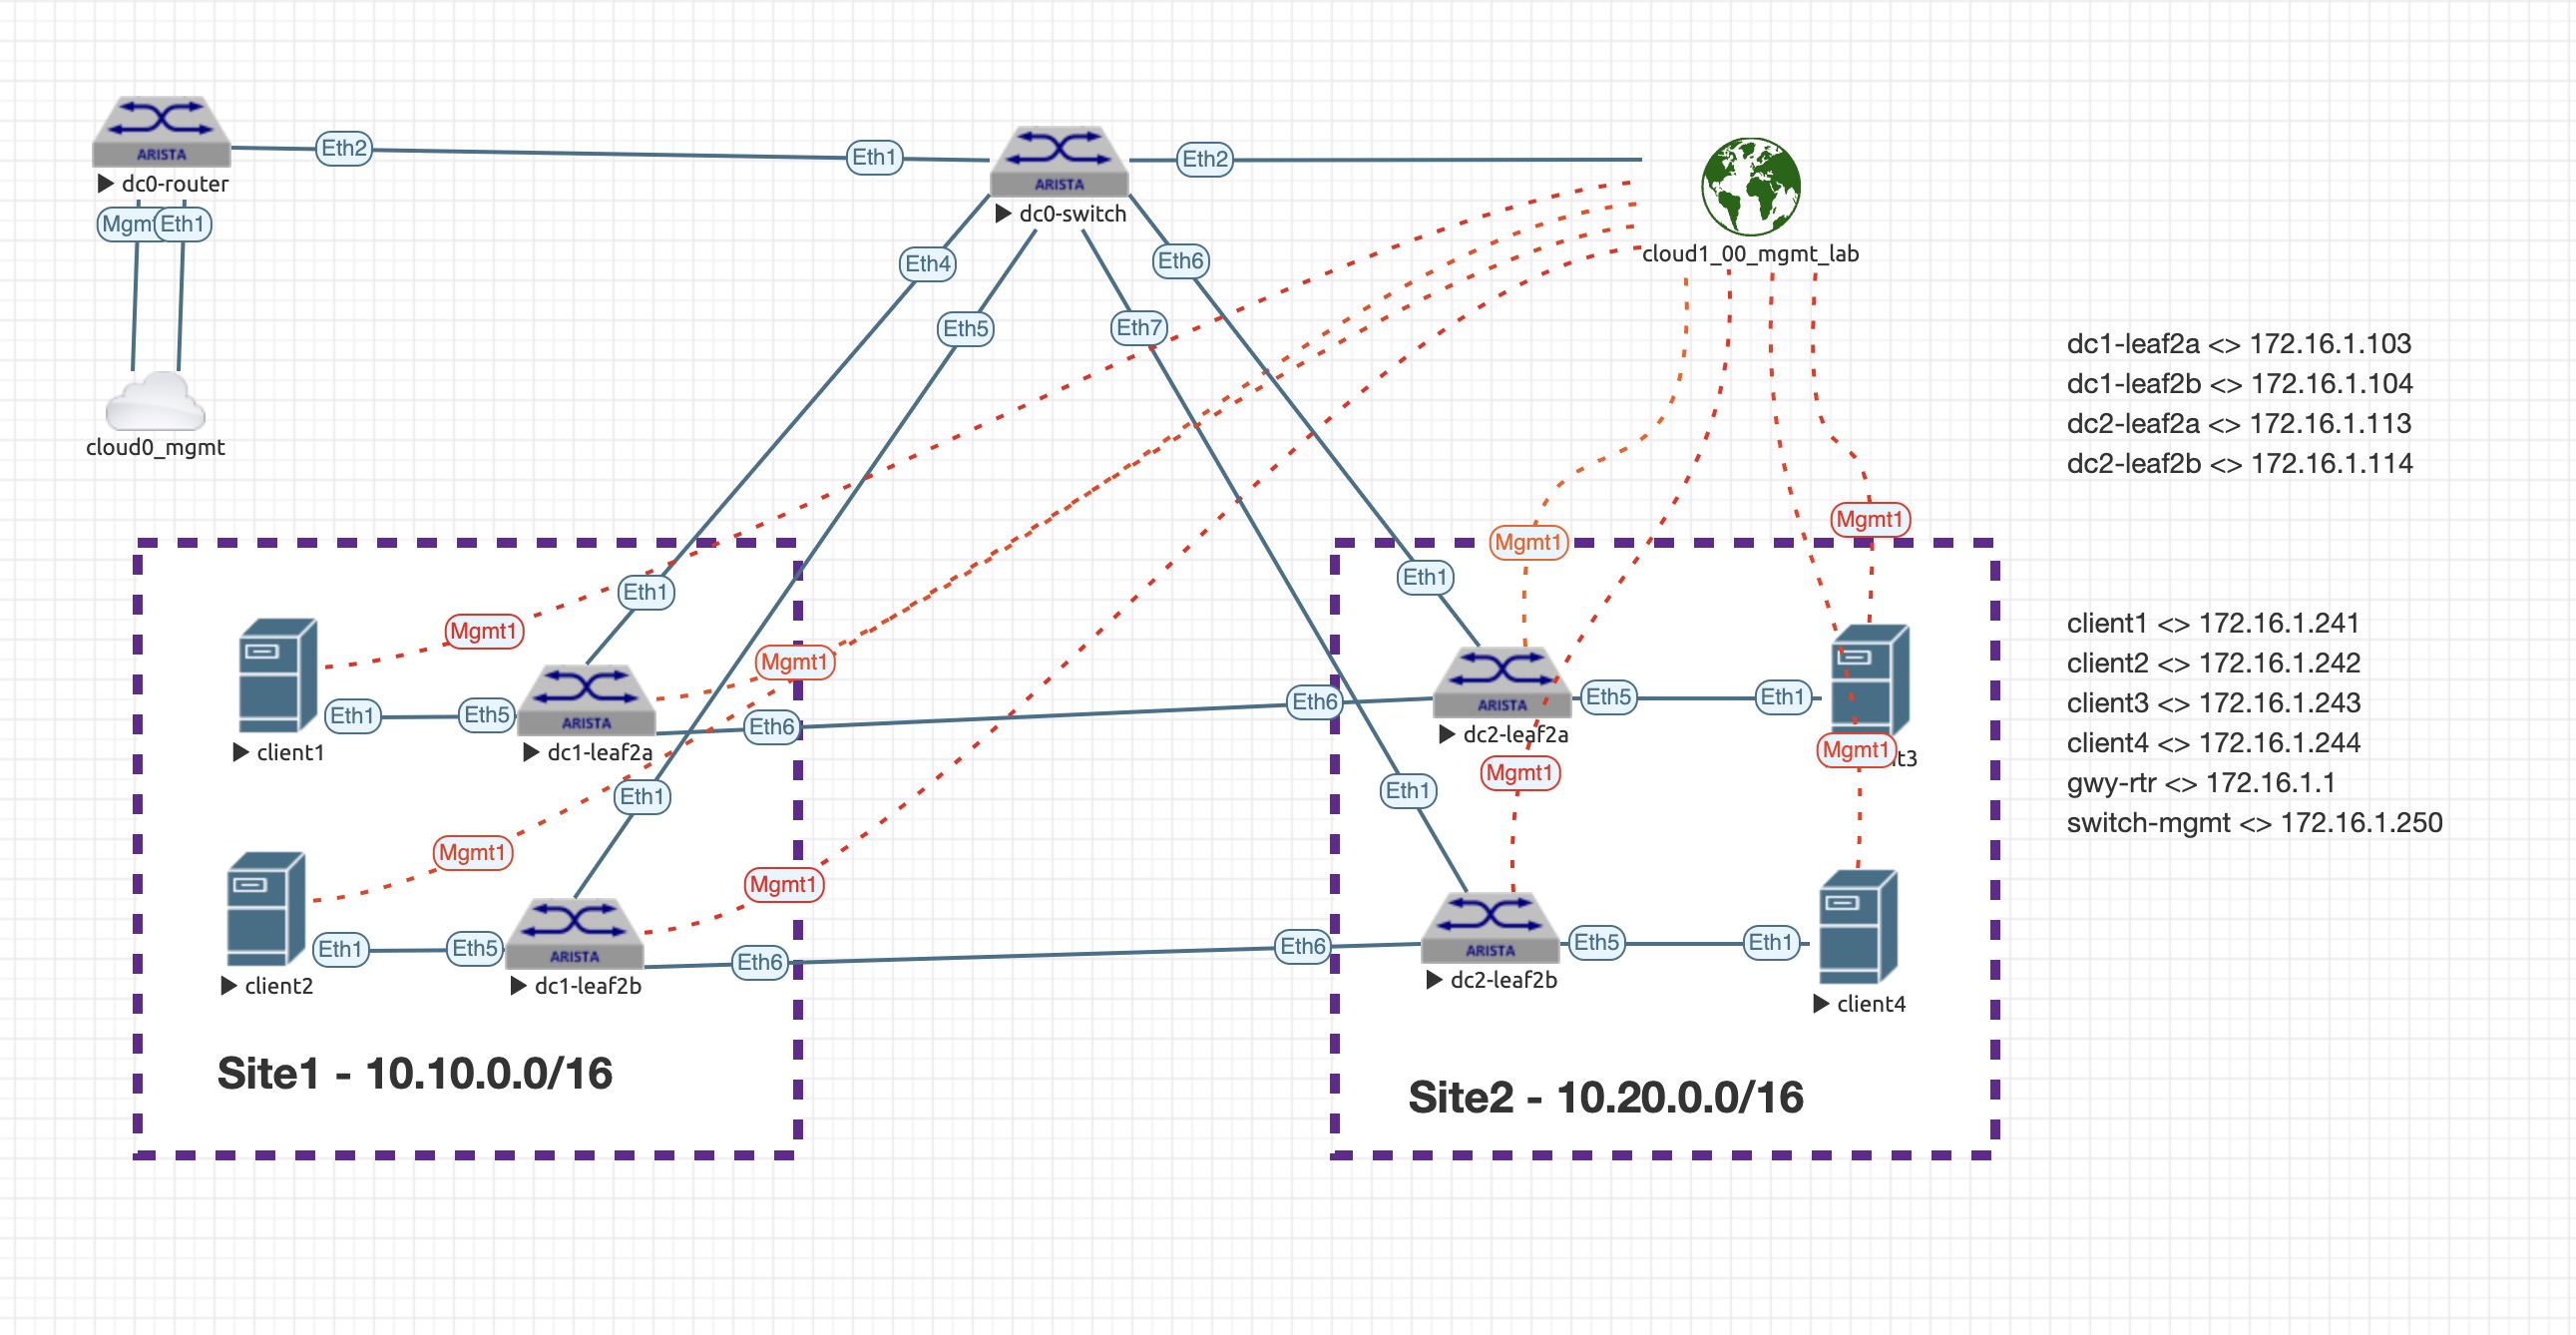 ARISTA
dc0-router
Eth2
Eth1
ARISTA
dc0-switch
Eth2
cloud1_00_mgmt_lab
Eth1
cloud0_mgmt
Eth4
Eth5
Eth7
Eth6
dc1-leaf2a <> 172.16.1.103
dc1-leaf2b <> 172.16.1.104
dc2-leaf2a <> 172.16.1.113
dc2-leaf2b <> 172.16.1.114
Mgmt1
Eth1
Mgmt1
Eth1
Eth5
ARISTA
Eth6
client1
dc1-leaf2a
Eth1
Mgmt1
Mgmt1
Eth1
Eth5
ARISTA
Eth6
client2
dc1-leaf2b
Site1 - 10.10.0.0/16
Mgmt1
Mgmt1
Eth1
Eth6
ARISTA
Eth5
Eth1
dc2-leaf2a
Mgmt1
Mgmt1
t3
Eth1
Eth6
ARISTA
Eth5
Eth1
dc2-leaf2b
client4
Site2 - 10.20.0.0/16
client1 <> 172.16.1.241
client2 <> 172.16.1.242
client3 <> 172.16.1.243
client4 <> 172.16.1.244
gwy-rtr <> 172.16.1.1
switch-mgmt <> 172.16.1.250